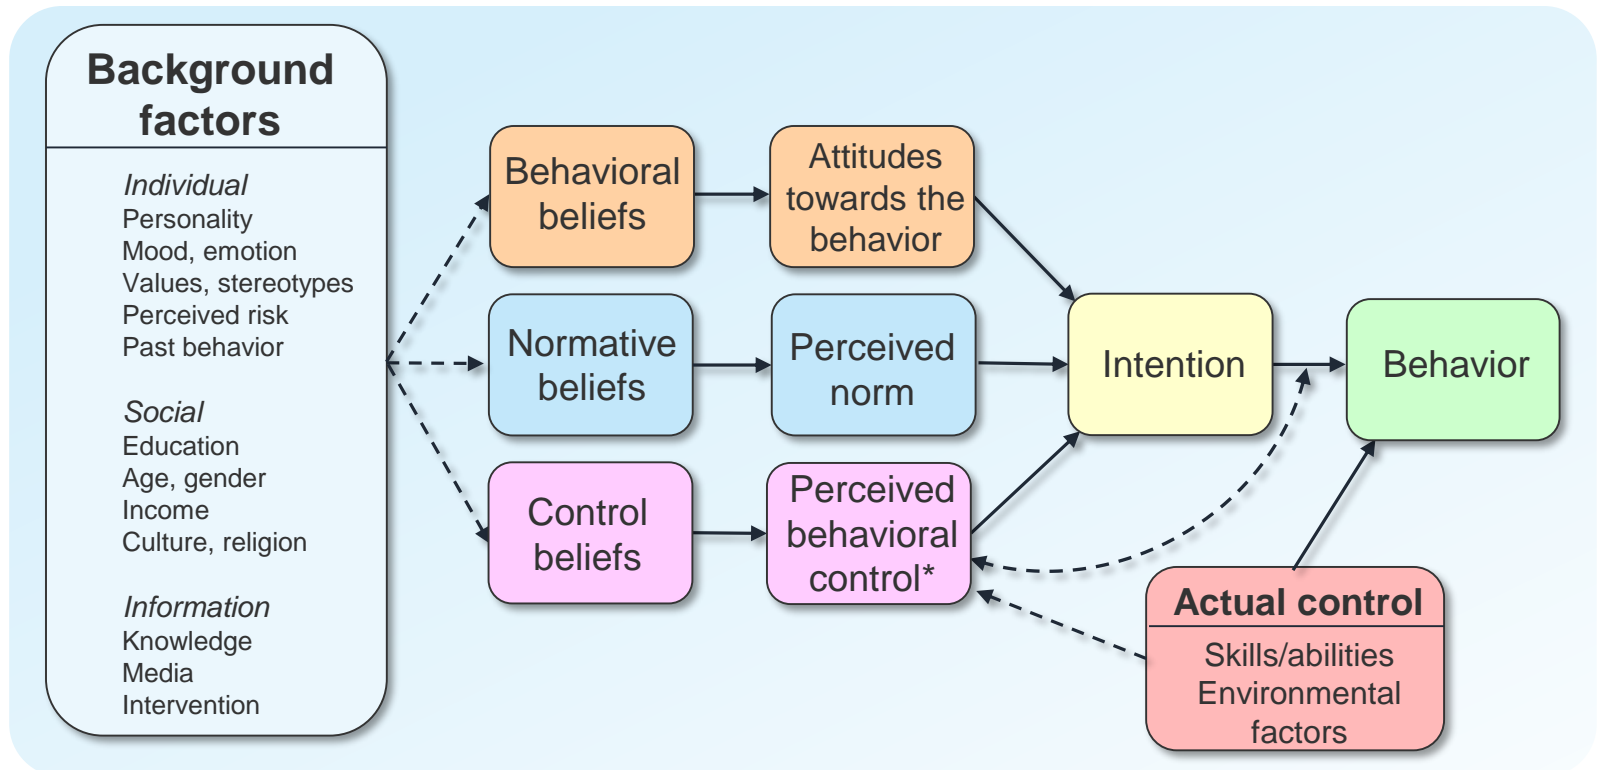 Background
factors
Individual
Personality
Mood, emotion
Values, stereotypes
Perceived risk
Past behavior
Social
Education
Age, gender
Income
Culture, religion
Information
Knowledge
Media
Intervention
Behavioral
beliefs
Attitudes
towards the
behavior
Normative
beliefs
Perceived
norm
Control
beliefs
Perceived
behavioral
control*
Intention
Behavior
Actual control
Skills/abilities
Environmental
factors